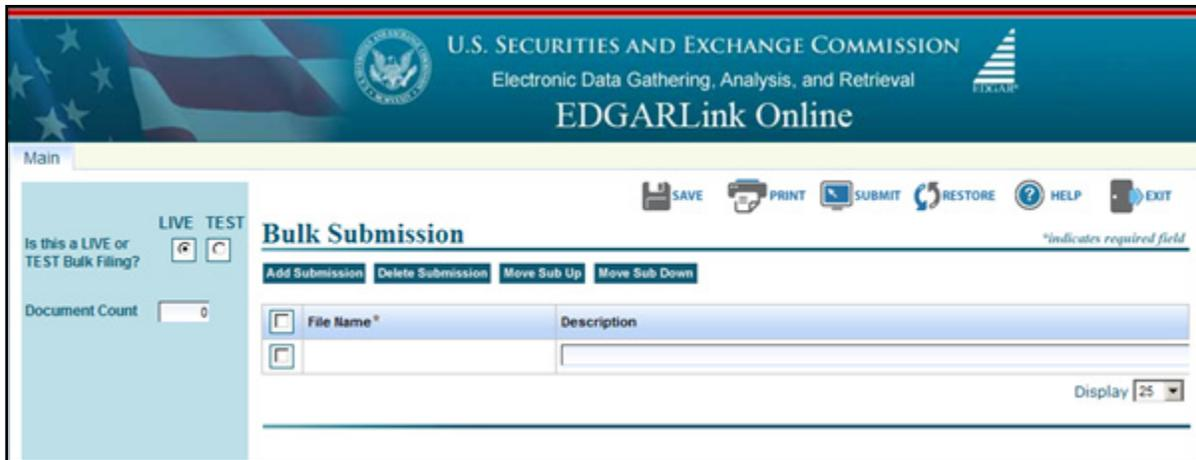 U.S. SECURITIES AND EXCHANGE COMMISSION
Electronic Data Gathering, Analysis, and Retrieval
EDGAR®
EDGARLink Online
Main
SAVE PRINT SUBMIT RESTORE HELP EXIT
LIVE TEST
Is this a LIVE or
TEST Bulk Filing?
Bulk Submission
*indicates required field
Add Submission Delete Submission Move Sub Up Move Sub Down
Document Count 0
File Name* Description
Display 25